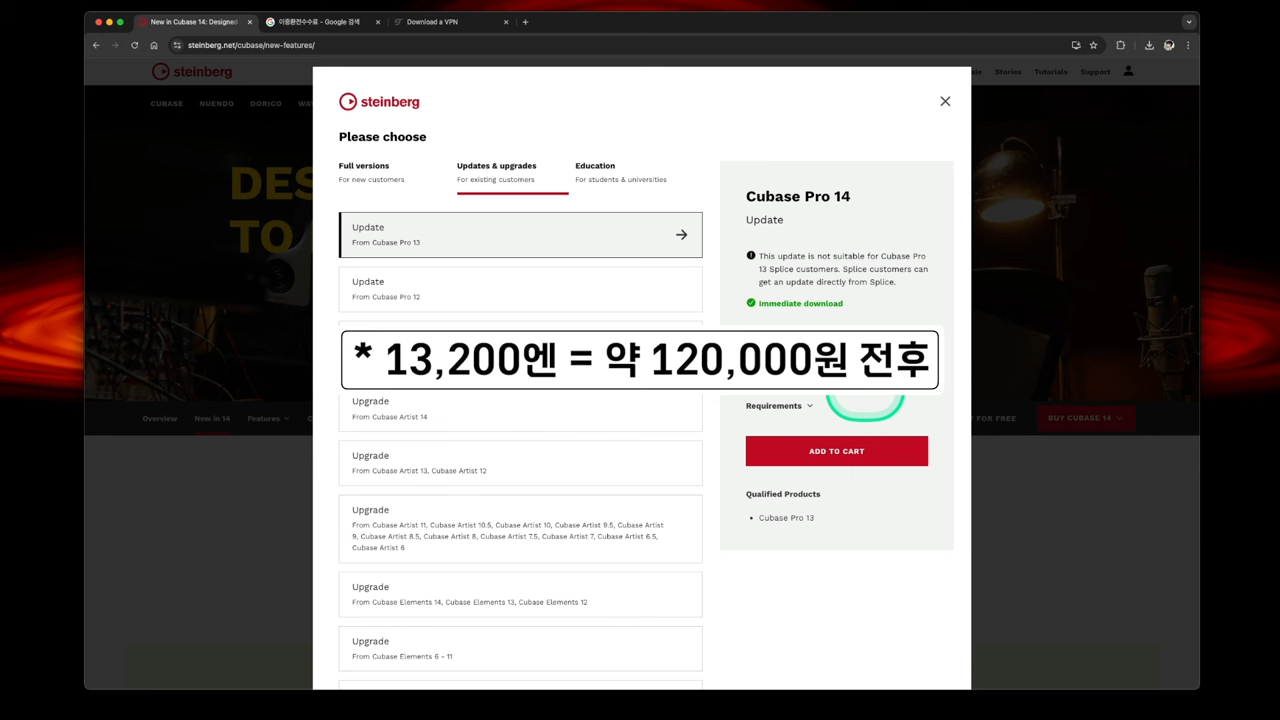 New in Cubase 14: Designed
이중환전수수료 - Google 검색
Download a VPN
steinberg.net/cubase/new-features/
steinberg
Stories
Tutorials
Support
CUBASE
NUENDO
DORICO
DES
TO
steinberg
Please choose
Full versions
For new customers
Updates & upgrades
For existing customers
Education
For students & universities
Update
From Cubase Pro 13
Update
From Cubase Pro 12
* 13,200엔 = 약 120,000원 전후
Upgrade
From Cubase Artist 14
Upgrade
From Cubase Artist 13, Cubase Artist 12
Upgrade
From Cubase Artist 11, Cubase Artist 10.5, Cubase Artist 10, Cubase Artist 9.5, Cubase Artist
9, Cubase Artist 8.5, Cubase Artist 8, Cubase Artist 7.5, Cubase Artist 7, Cubase Artist 6.5,
Cubase Artist 6
Upgrade
From Cubase Elements 14, Cubase Elements 13, Cubase Elements 12
Upgrade
From Cubase Elements 6 - 11
Cubase Pro 14
Update
This update is not suitable for Cubase Pro
13 Splice customers. Splice customers can
get an update directly from Splice.
Immediate download
Requirements
ADD TO CART
Qualified Products
• Cubase Pro 13
Overview
New in 14
Features
FOR FREE
BUY CUBASE 14